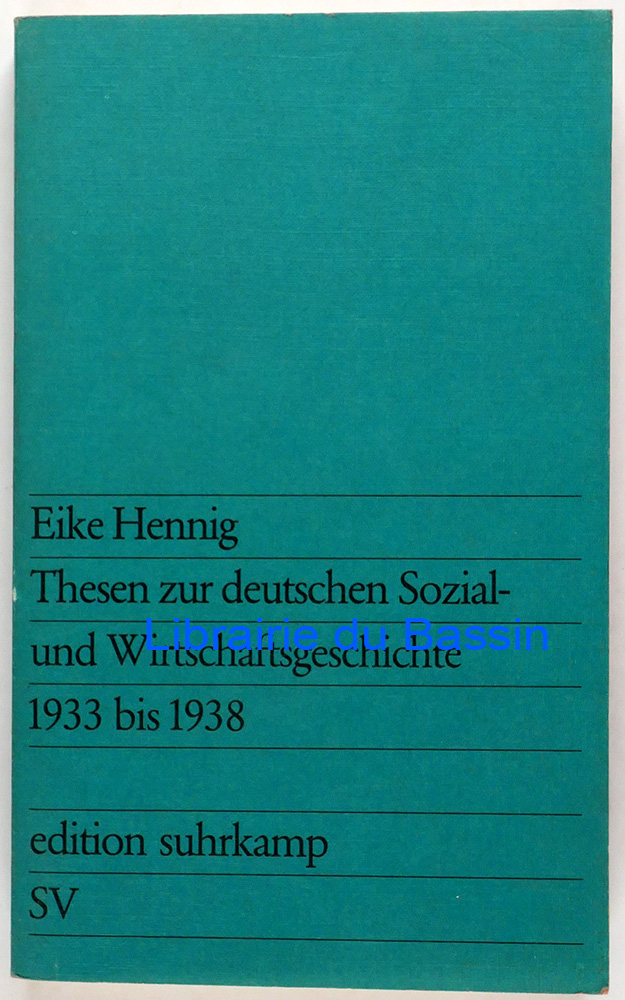 Eike Hennig
Thesen zur deutschen Sozial-
und Wirtschaftsgeschichte
Librairie du Bassin
1933 bis 1938
edition suhrkamp
SV